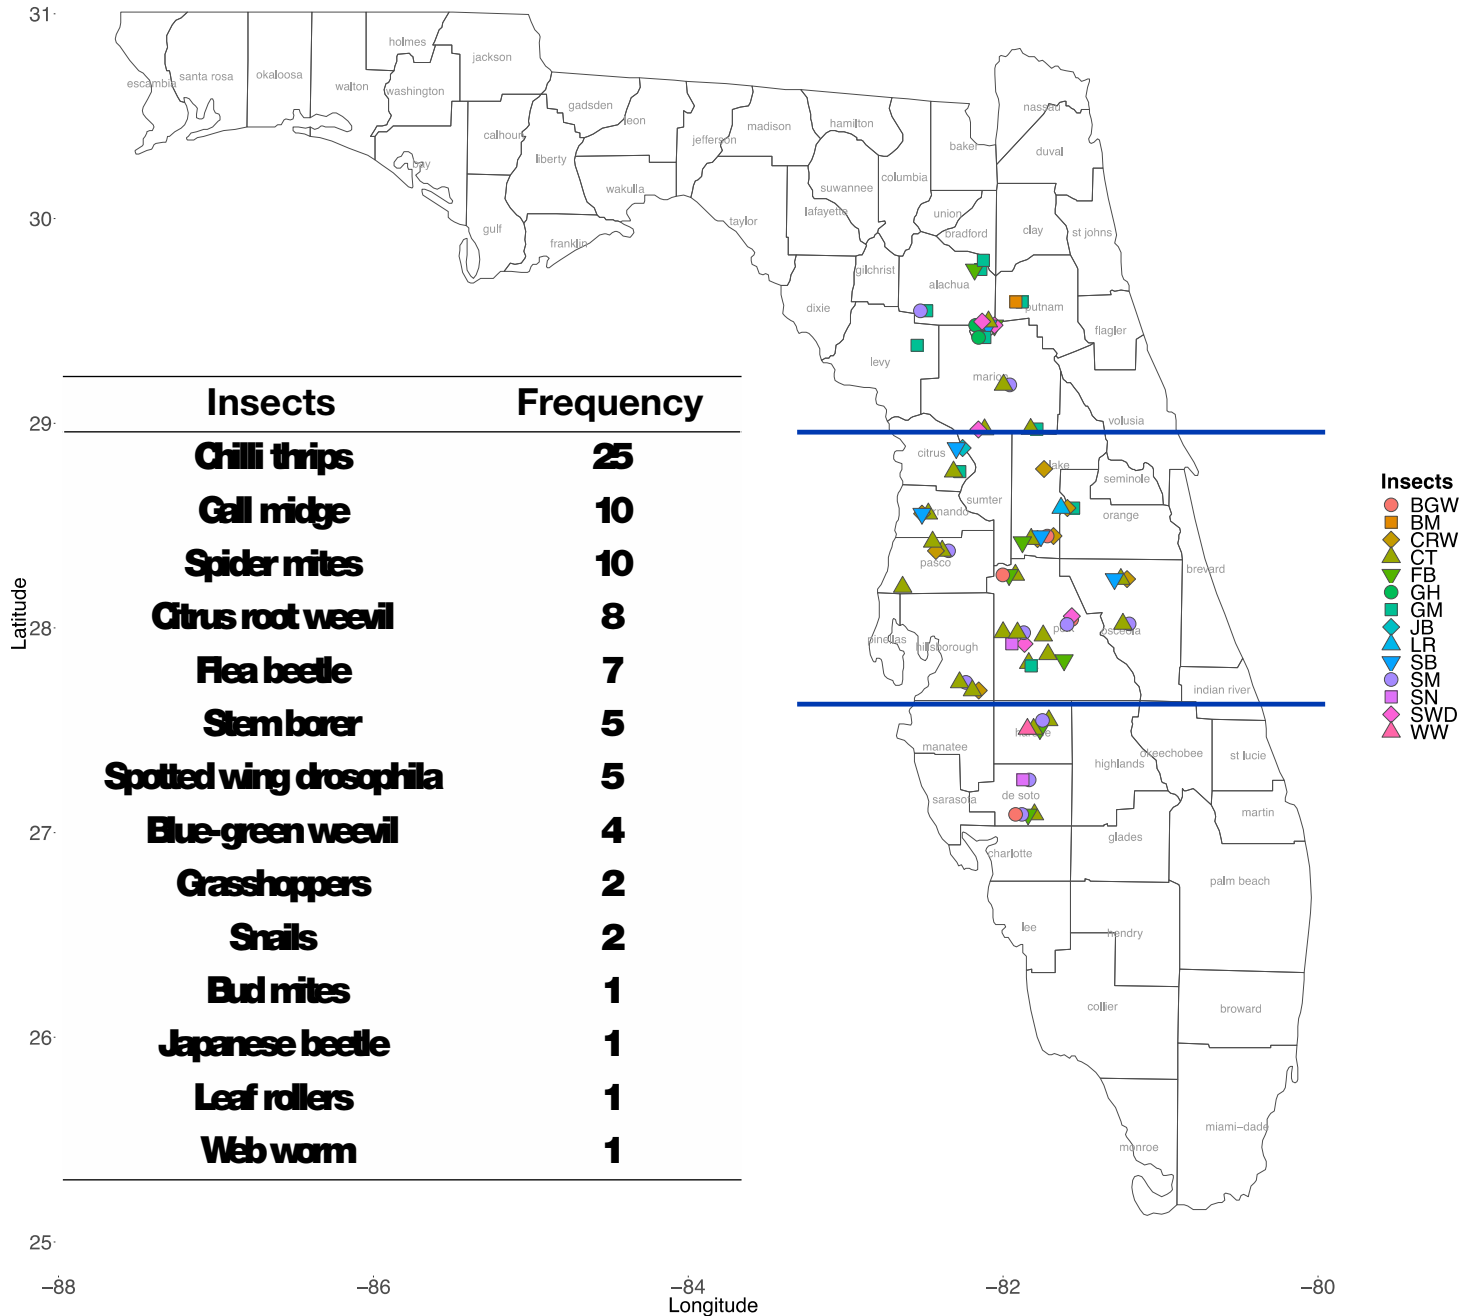 31
30
29
28
27
26
25
Latitude
−88
−86
−84
−82
−80
Longitude
escambia
santa rosa
okaloosa
walton
holmes
washington
jackson
bay
calhoun
gulf
liberty
gadsden
franklin
leon
wakulla
jefferson
madison
taylor
hamilton
suwannee
lafayette
columbia
baker
nassau
duval
union
bradford
clay
st johns
gilchrist
dixie
alachua
putnam
flagler
levy
marion
volusia
citrus
sumter
lake
seminole
orange
hernando
pasco
brevard
pinellas
hillsborough
polk
osceola
indian river
manatee
hardee
highlands
okeechobee
st lucie
sarasota
de soto
martin
charlotte
glades
palm beach
lee
hendry
collier
broward
miami−dade
monroe
Insects Frequency
Chilli thrips 25
Gall midge 10
Spider mites 10
Citrus root weevil 8
Flea beetle 7
Stem borer 5
Spotted wing drosophila 5
Blue-green weevil 4
Grasshoppers 2
Snails 2
Bud mites 1
Japanese beetle 1
Leaf rollers 1
Web worm 1
Insects
BGW
BM
CRW
CT
FB
GH
GM
JB
LR
SB
SM
SN
SWD
WW